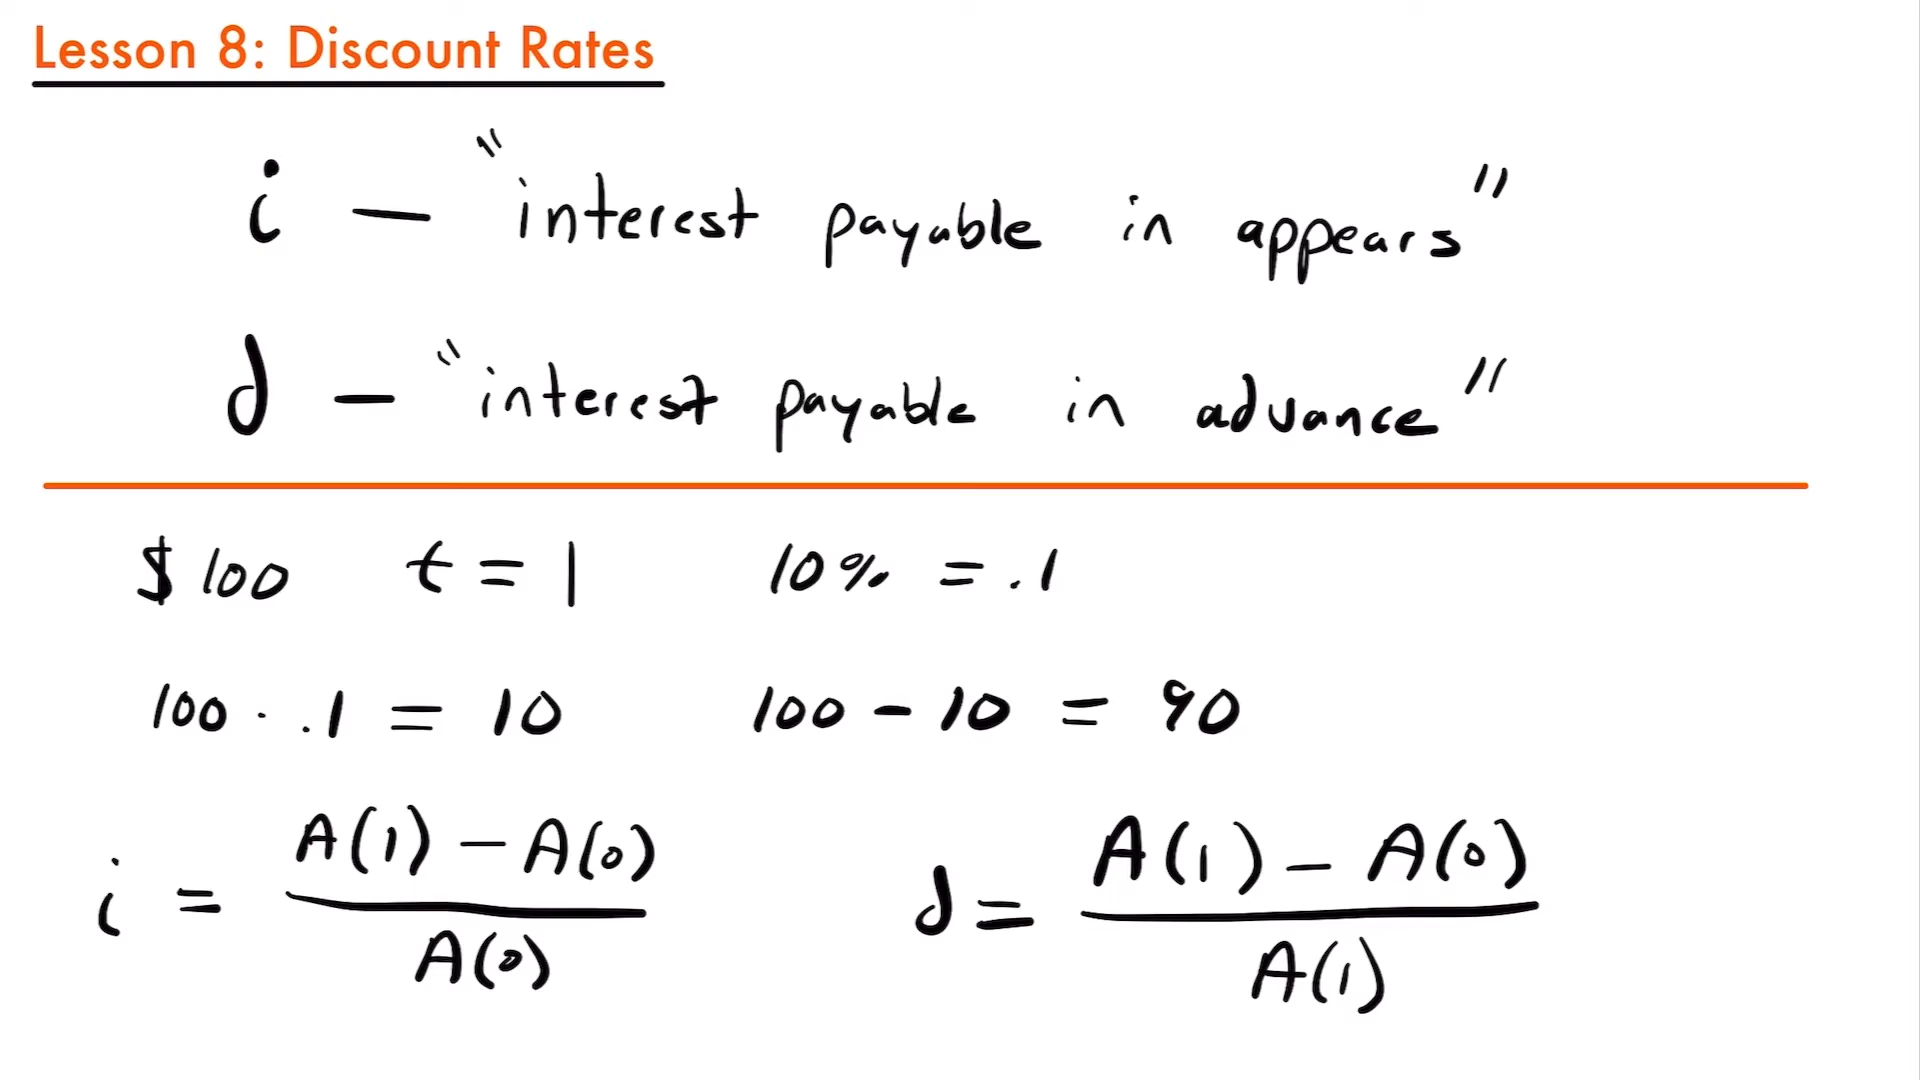 Lesson 8: Discount Rates
i — "interest payable in appears"
d — "interest payable in advance"
$100 t = 1 10% = .1
100 · .1 = 10 100 - 10 = 90
i = A(1) - A(0) / A(0) d = A(1) - A(0) / A(1)